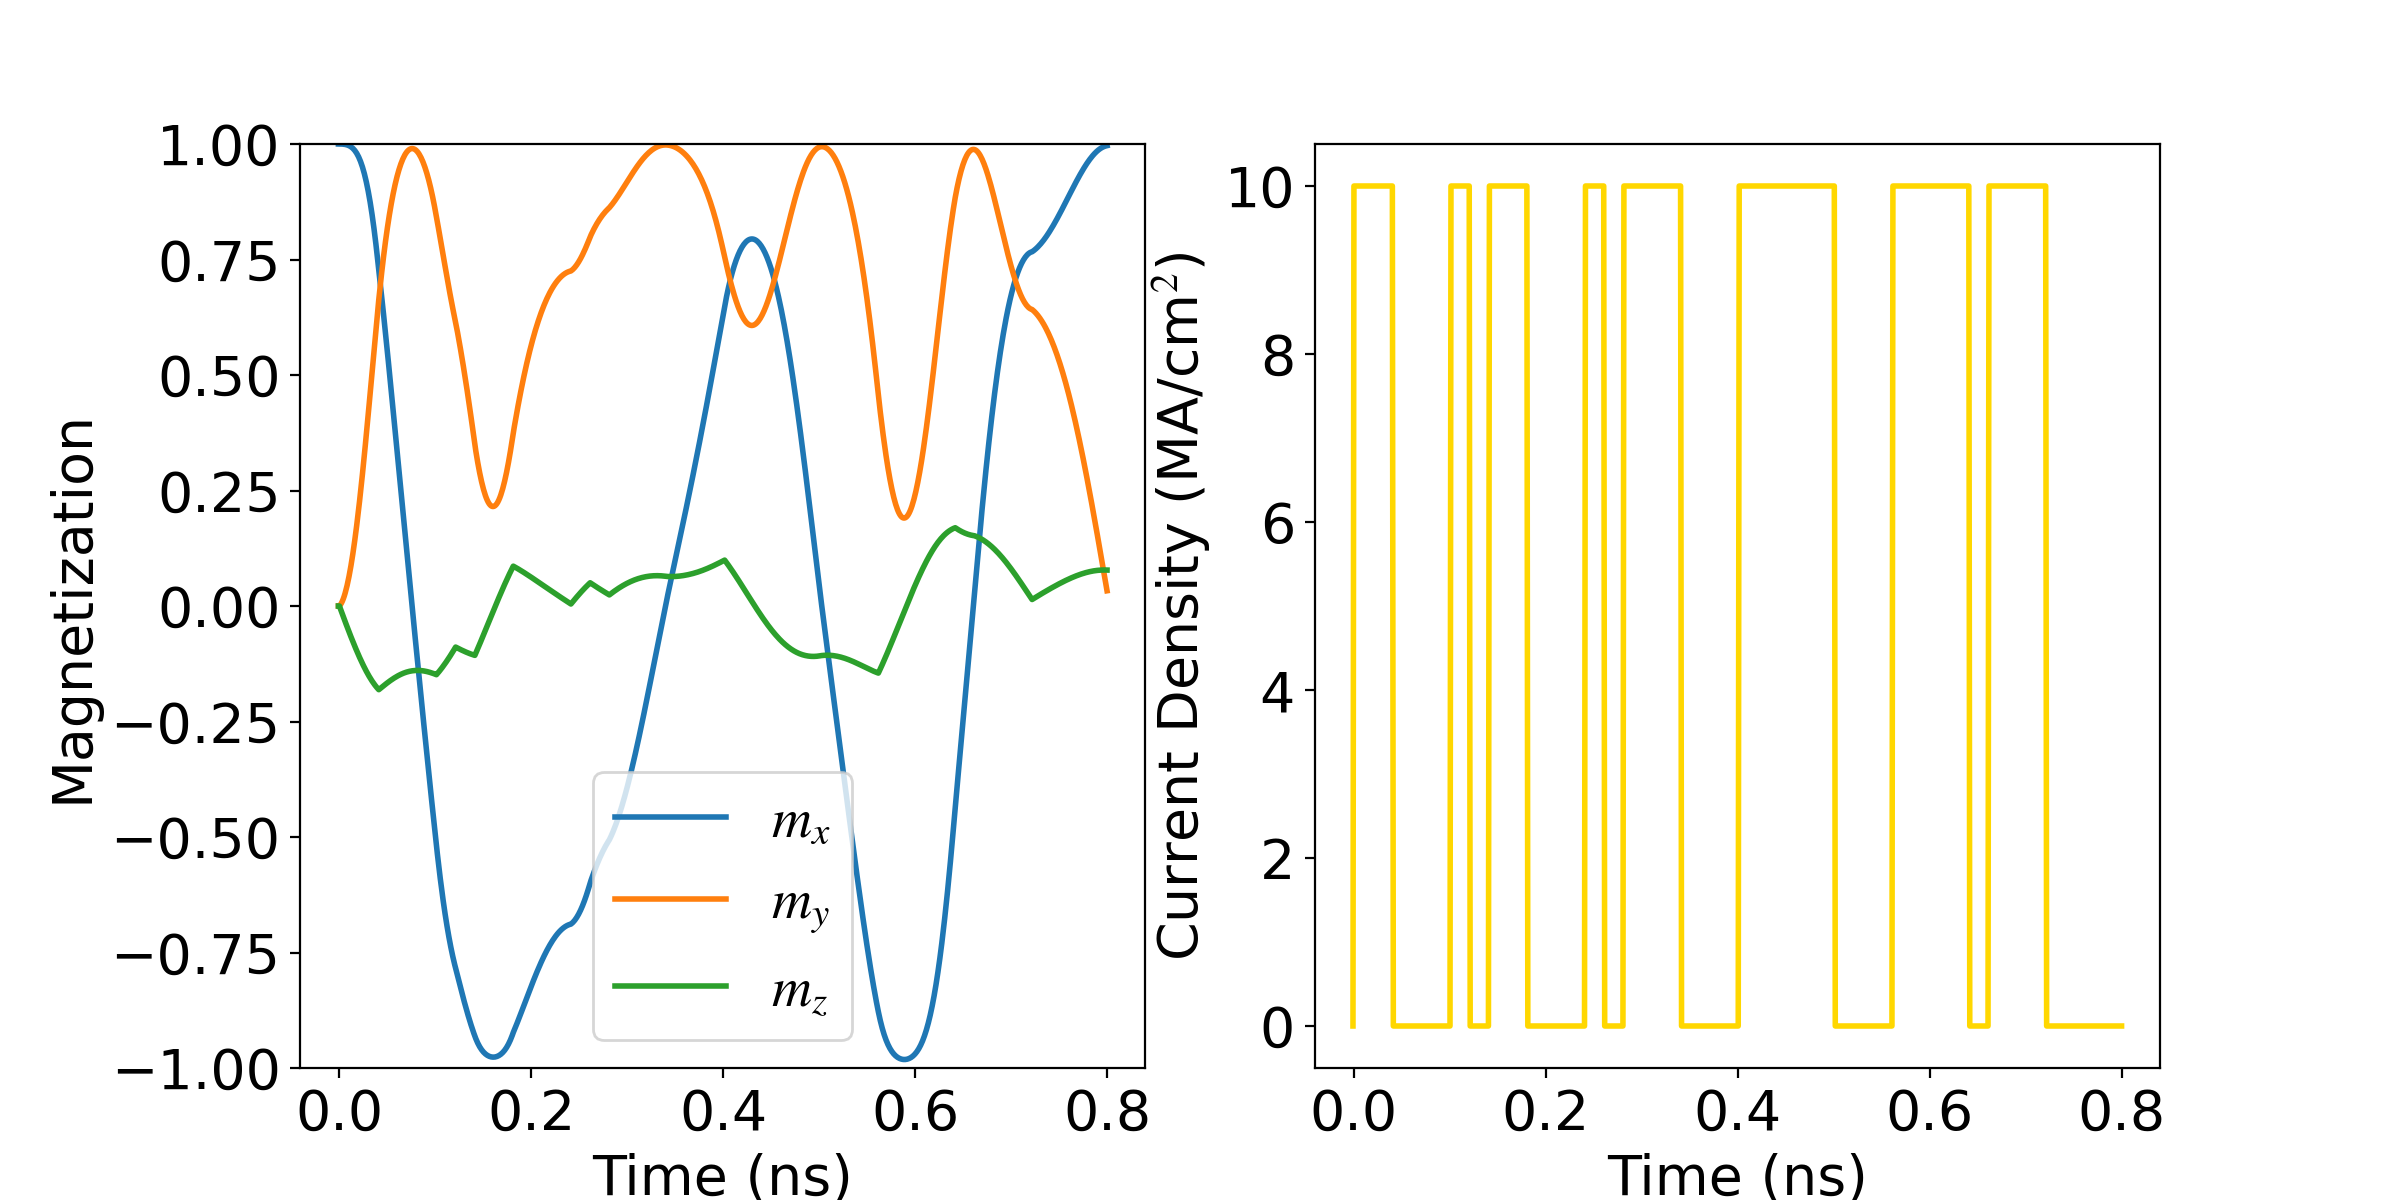 Magnetization
1.00
0.75
0.50
0.25
0.00
−0.25
−0.50
−0.75
−1.00
0.0 0.2 0.4 0.6 0.8
Time (ns)
m_x
m_y
m_z
Current Density (MA/cm²)
10
8
6
4
2
0
0.0 0.2 0.4 0.6 0.8
Time (ns)